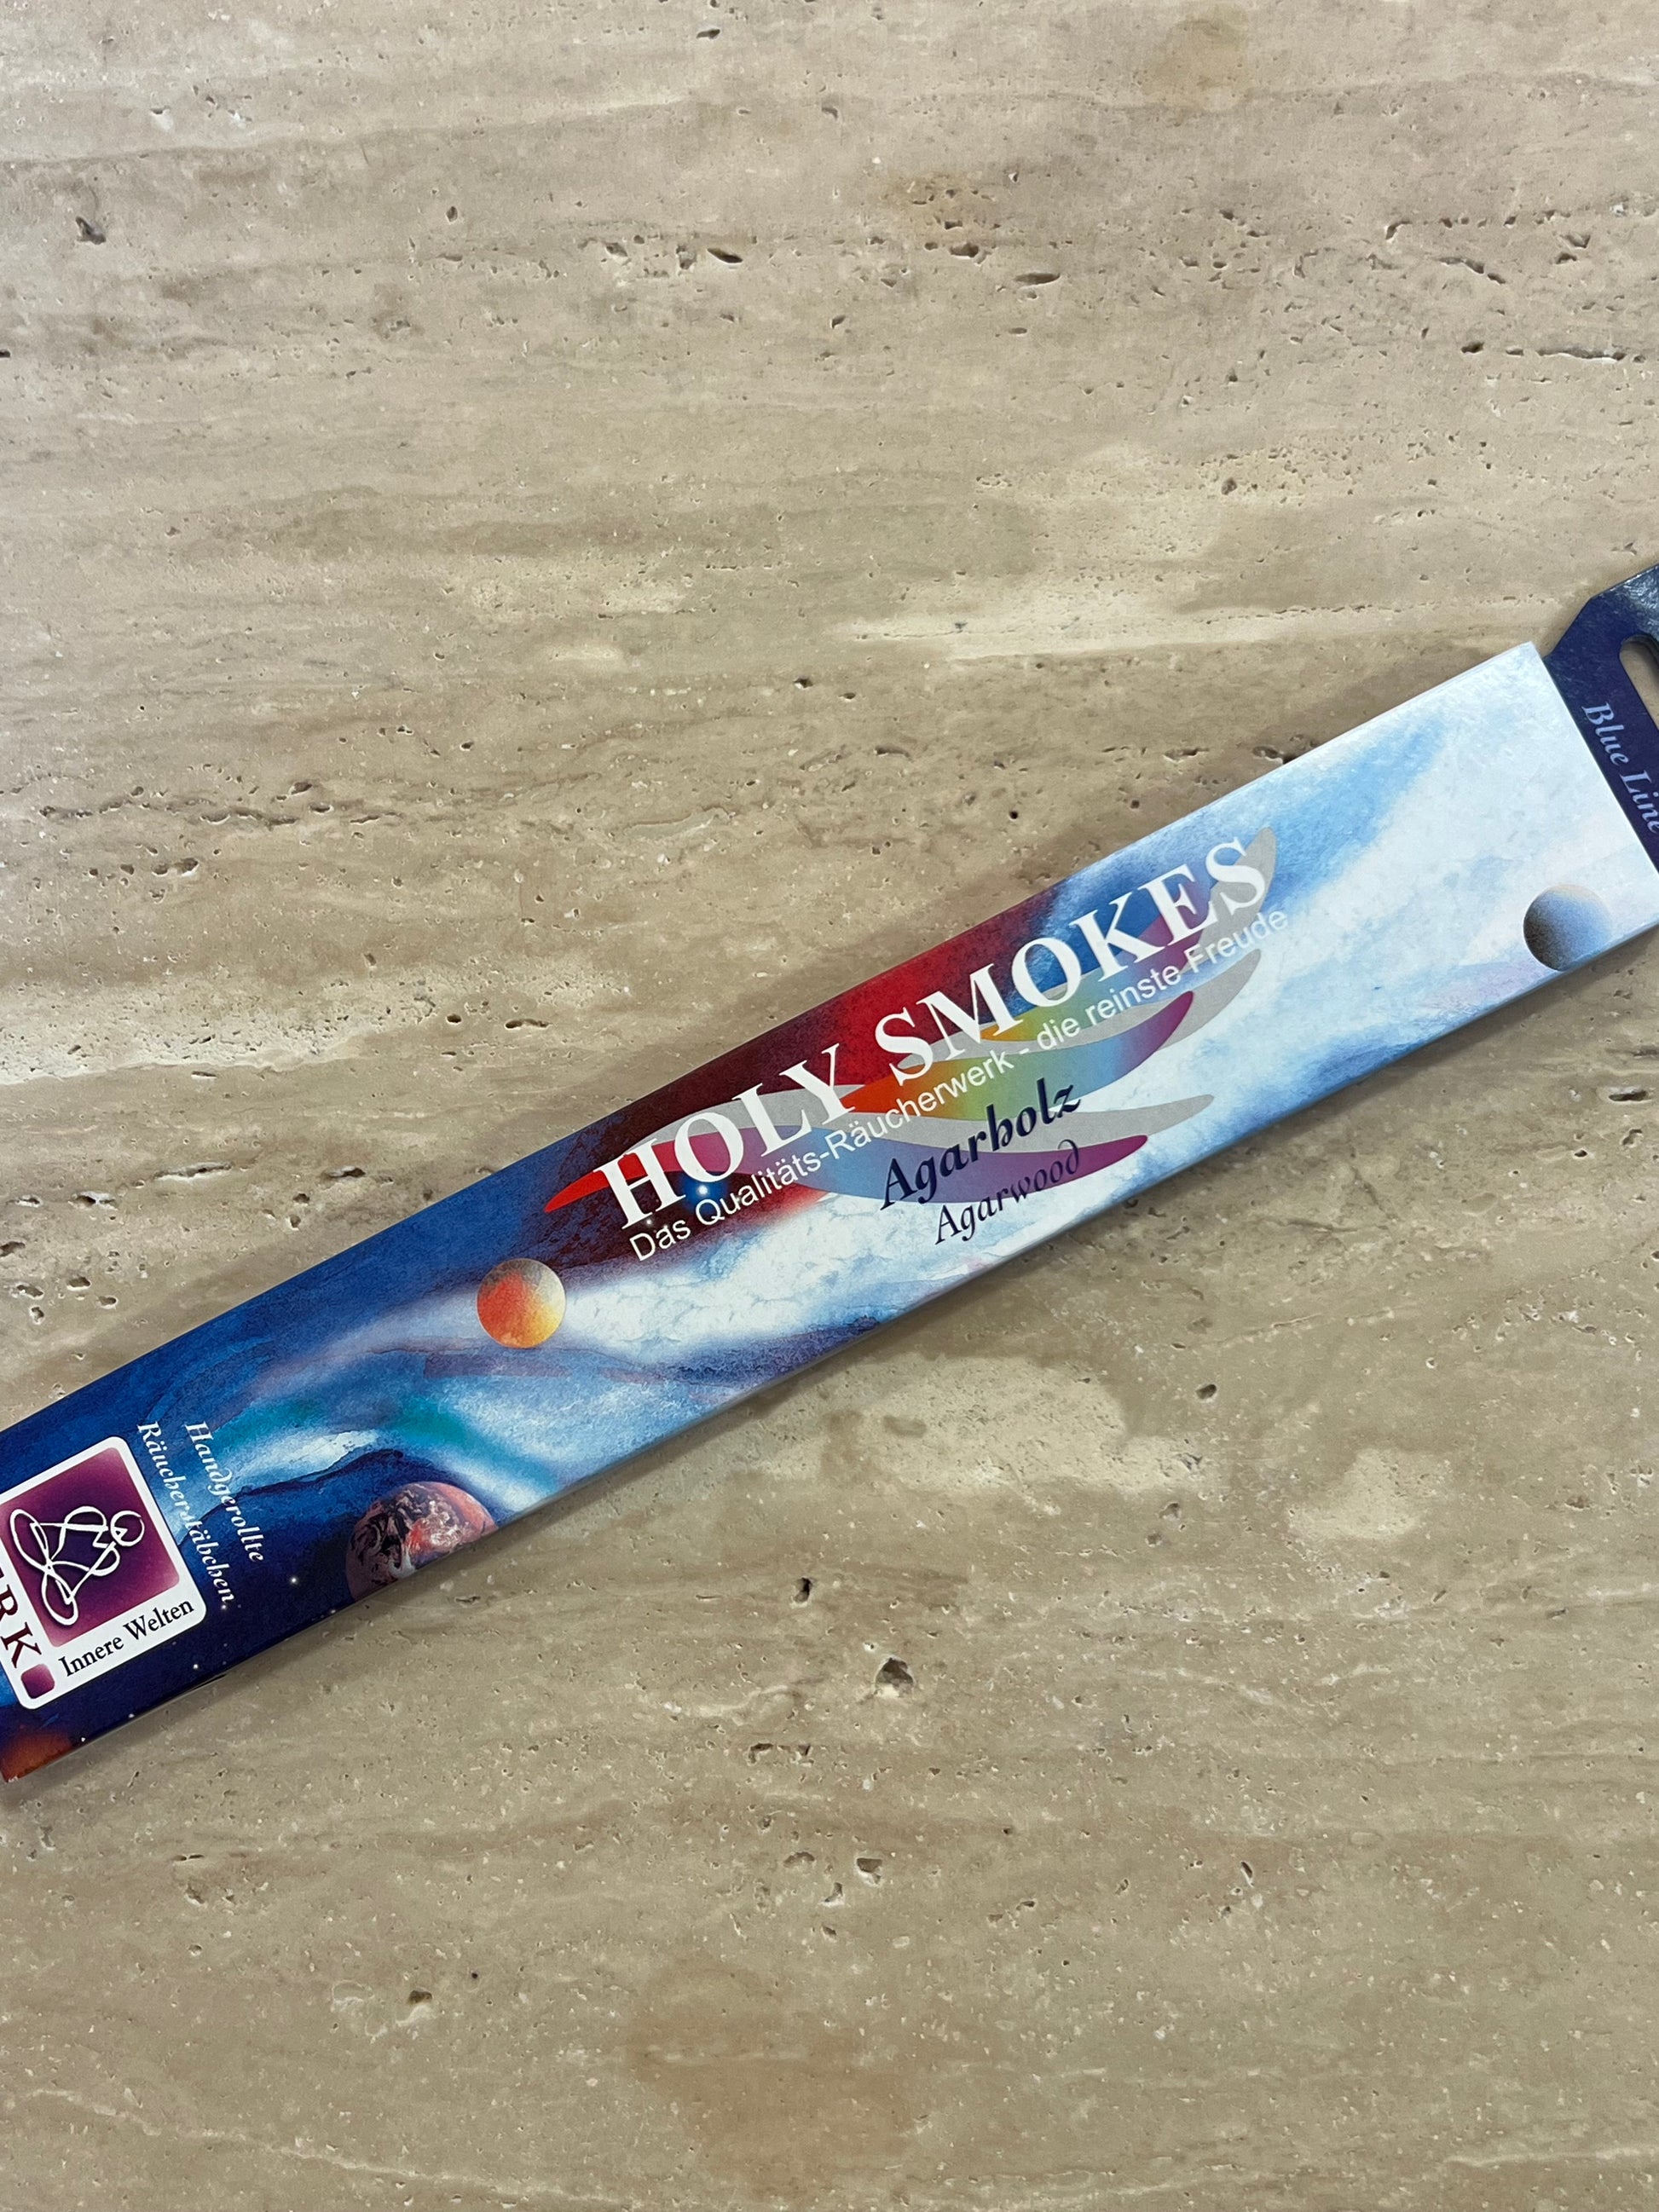 HOLY SMOKES
Das Qualitäts-Räucherwerk - die reinste Freude
Agarholz
Agarwood
Blue Line
Handgerollte
Räucherstäbchen
Innere Welten